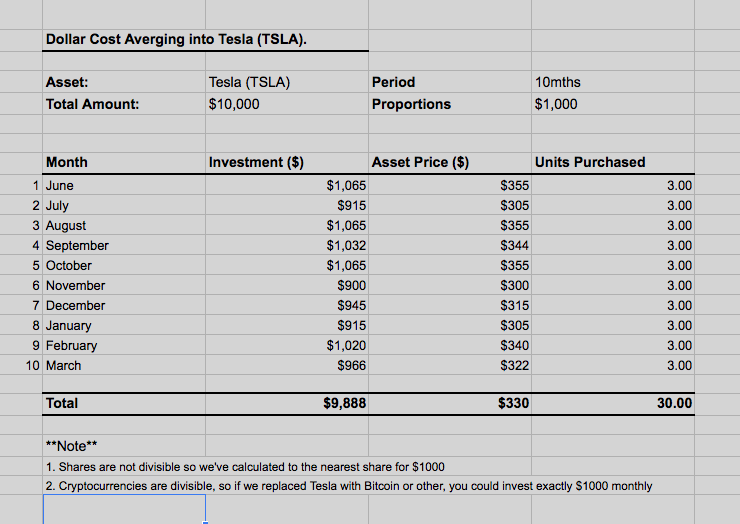 Dollar Cost Averging into Tesla (TSLA).
Asset: Tesla (TSLA) Period 10mths
Total Amount: $10,000 Proportions $1,000
Month Investment ($) Asset Price ($) Units Purchased
1 June $1,065 $355 3.00
2 July $915 $305 3.00
3 August $1,065 $355 3.00
4 September $1,032 $344 3.00
5 October $1,065 $355 3.00
6 November $900 $300 3.00
7 December $945 $315 3.00
8 January $915 $305 3.00
9 February $1,020 $340 3.00
10 March $966 $322 3.00
Total $9,888 $330 30.00
**Note**
1. Shares are not divisible so we've calculated to the nearest share for $1000
2. Cryptocurrencies are divisible, so if we replaced Tesla with Bitcoin or other, you could invest exactly $1000 monthly